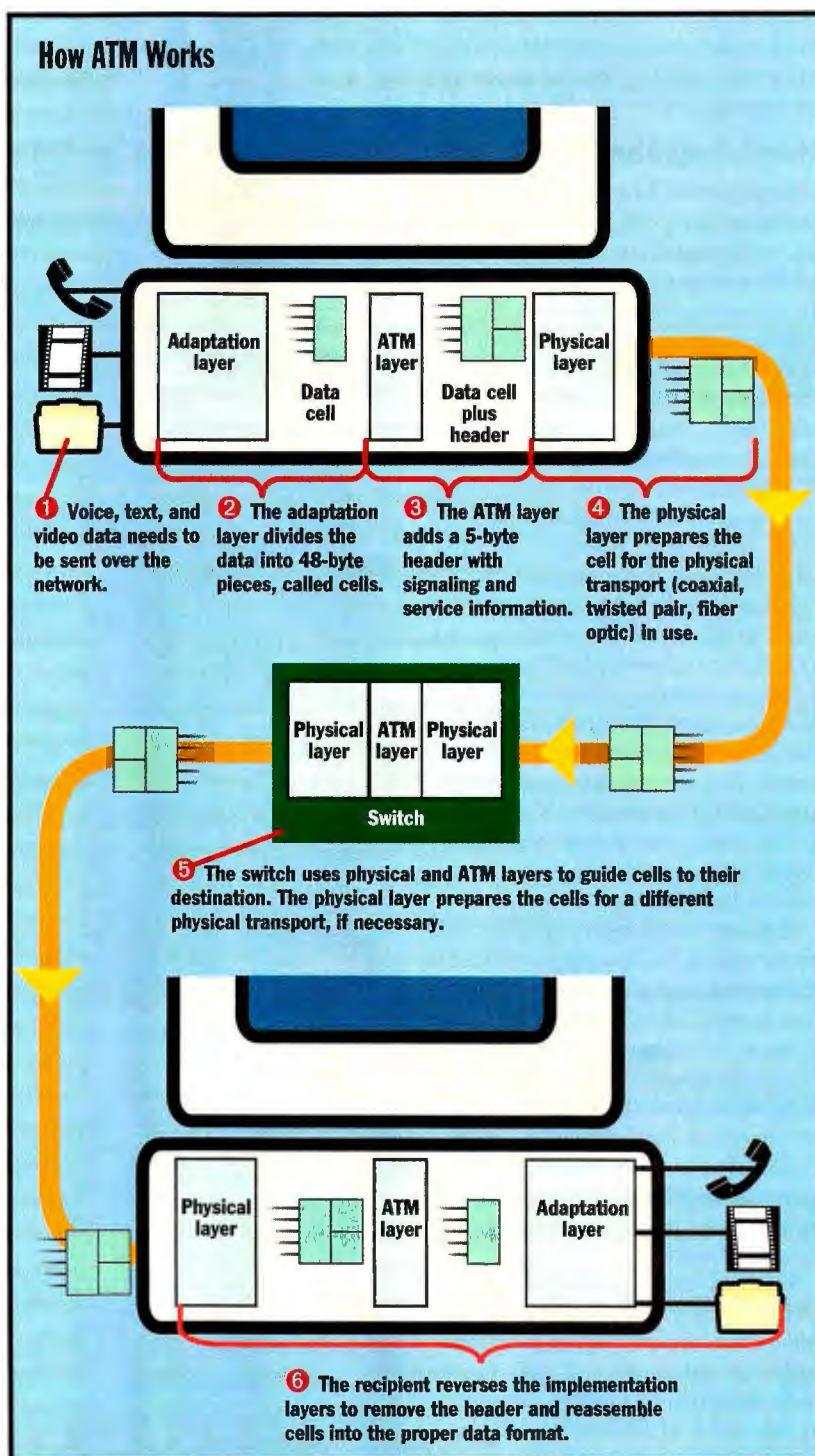 How ATM Works
Adaptation
layer
Data
cell
ATM
layer
Data cell
plus
header
Physical
layer
1 Voice, text, and
video data needs to
be sent over the
network.
2 The adaptation
layer divides the
data into 48-byte
pieces, called cells.
3 The ATM layer
adds a 5-byte
header with
signaling and
service information.
4 The physical
layer prepares the
cell for the physical
transport (coaxial,
twisted pair, fiber
optic) in use.
Physical
layer
ATM
layer
Physical
layer
Switch
5 The switch uses physical and ATM layers to guide cells to their
destination. The physical layer prepares the cells for a different
physical transport, if necessary.
Physical
layer
ATM
layer
Adaptation
layer
6 The recipient reverses the implementation
layers to remove the header and reassemble
cells into the proper data format.